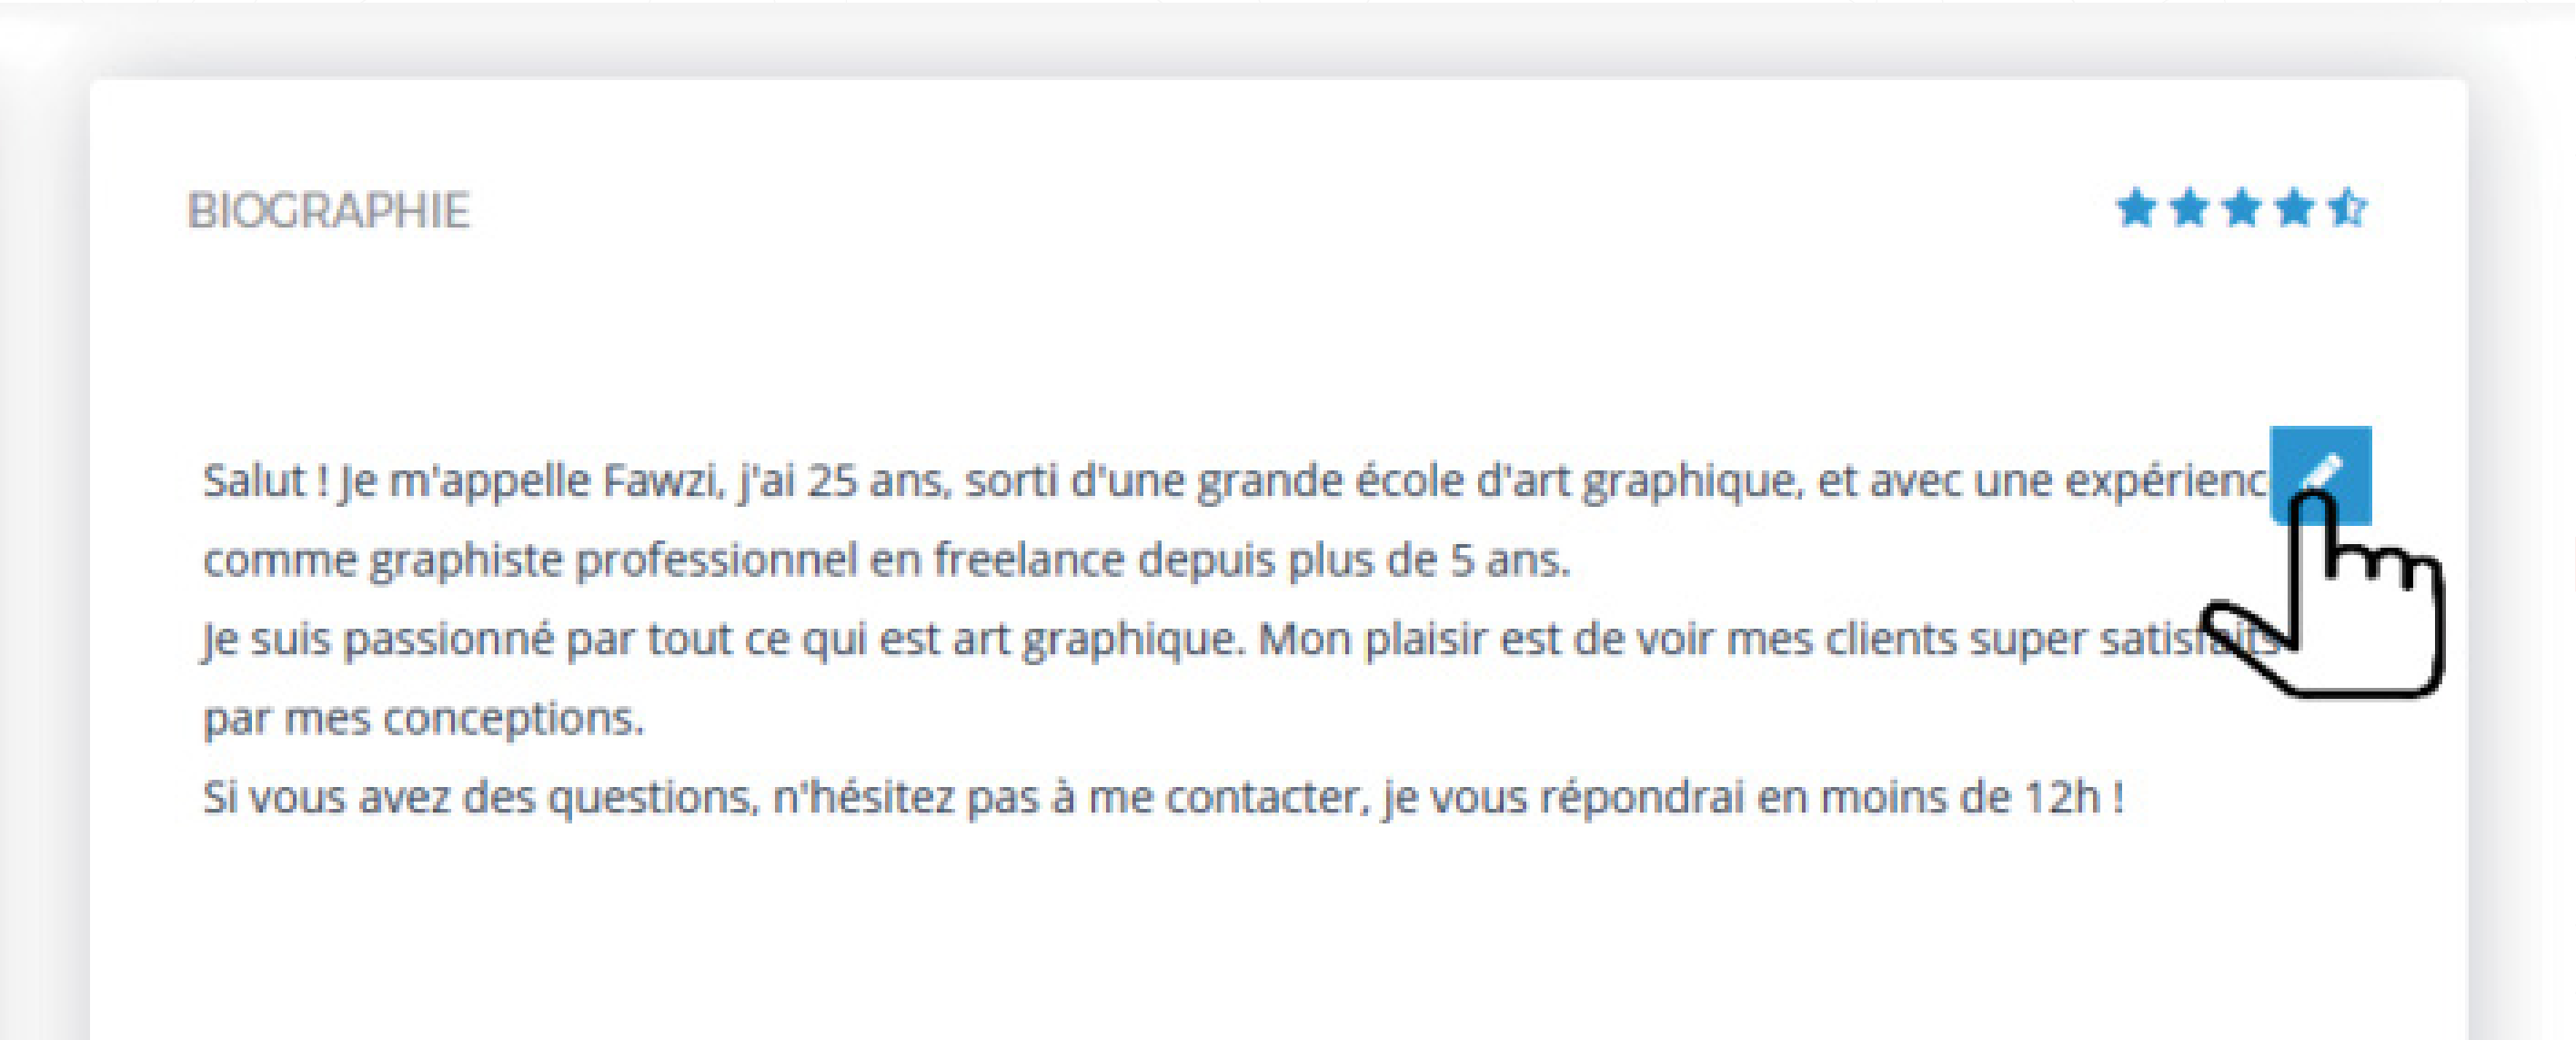 BIOGRAPHIE
Salut ! Je m'appelle Fawzi, j'ai 25 ans, sorti d'une grande école d'art graphique, et avec une expérienc
comme graphiste professionnel en freelance depuis plus de 5 ans.
Je suis passionné par tout ce qui est art graphique. Mon plaisir est de voir mes clients super satisfaits
par mes conceptions.
Si vous avez des questions, n'hésitez pas à me contacter, je vous répondrai en moins de 12h !